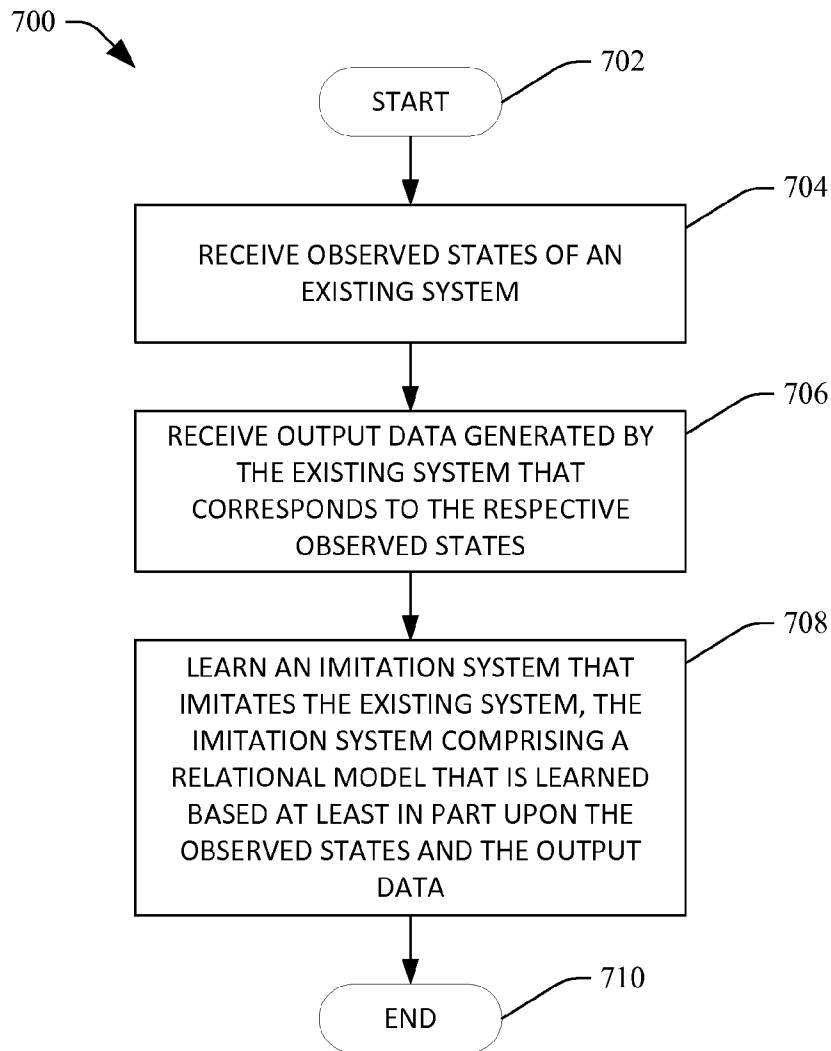 700
702
START
704
RECEIVE OBSERVED STATES OF AN
EXISTING SYSTEM
706
RECEIVE OUTPUT DATA GENERATED BY
THE EXISTING SYSTEM THAT
CORRESPONDS TO THE RESPECTIVE
OBSERVED STATES
708
LEARN AN IMITATION SYSTEM THAT
IMITATES THE EXISTING SYSTEM, THE
IMITATION SYSTEM COMPRISING A
RELATIONAL MODEL THAT IS LEARNED
BASED AT LEAST IN PART UPON THE
OBSERVED STATES AND THE OUTPUT
DATA
710
END